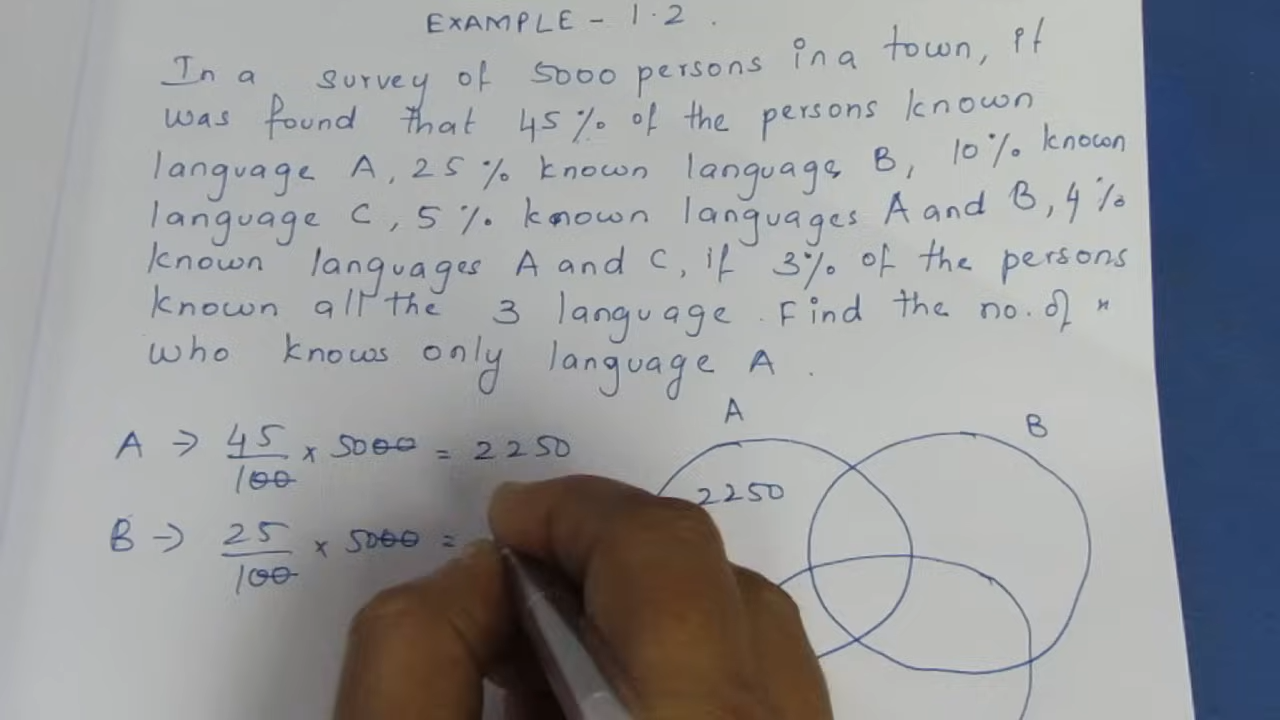 EXAMPLE - 1.2.
In a survey of 5000 persons in a town, it
was found that 45% of the persons known
language A, 25% known language B, 10% known
language C, 5% known languages A and B, 4%
known languages A and C, if 3% of the persons
known all the 3 language. Find the no. of
who knows only language A.
A → 45/100 × 5000 = 2250
B → 25/100 × 5000 =
A
B
2250